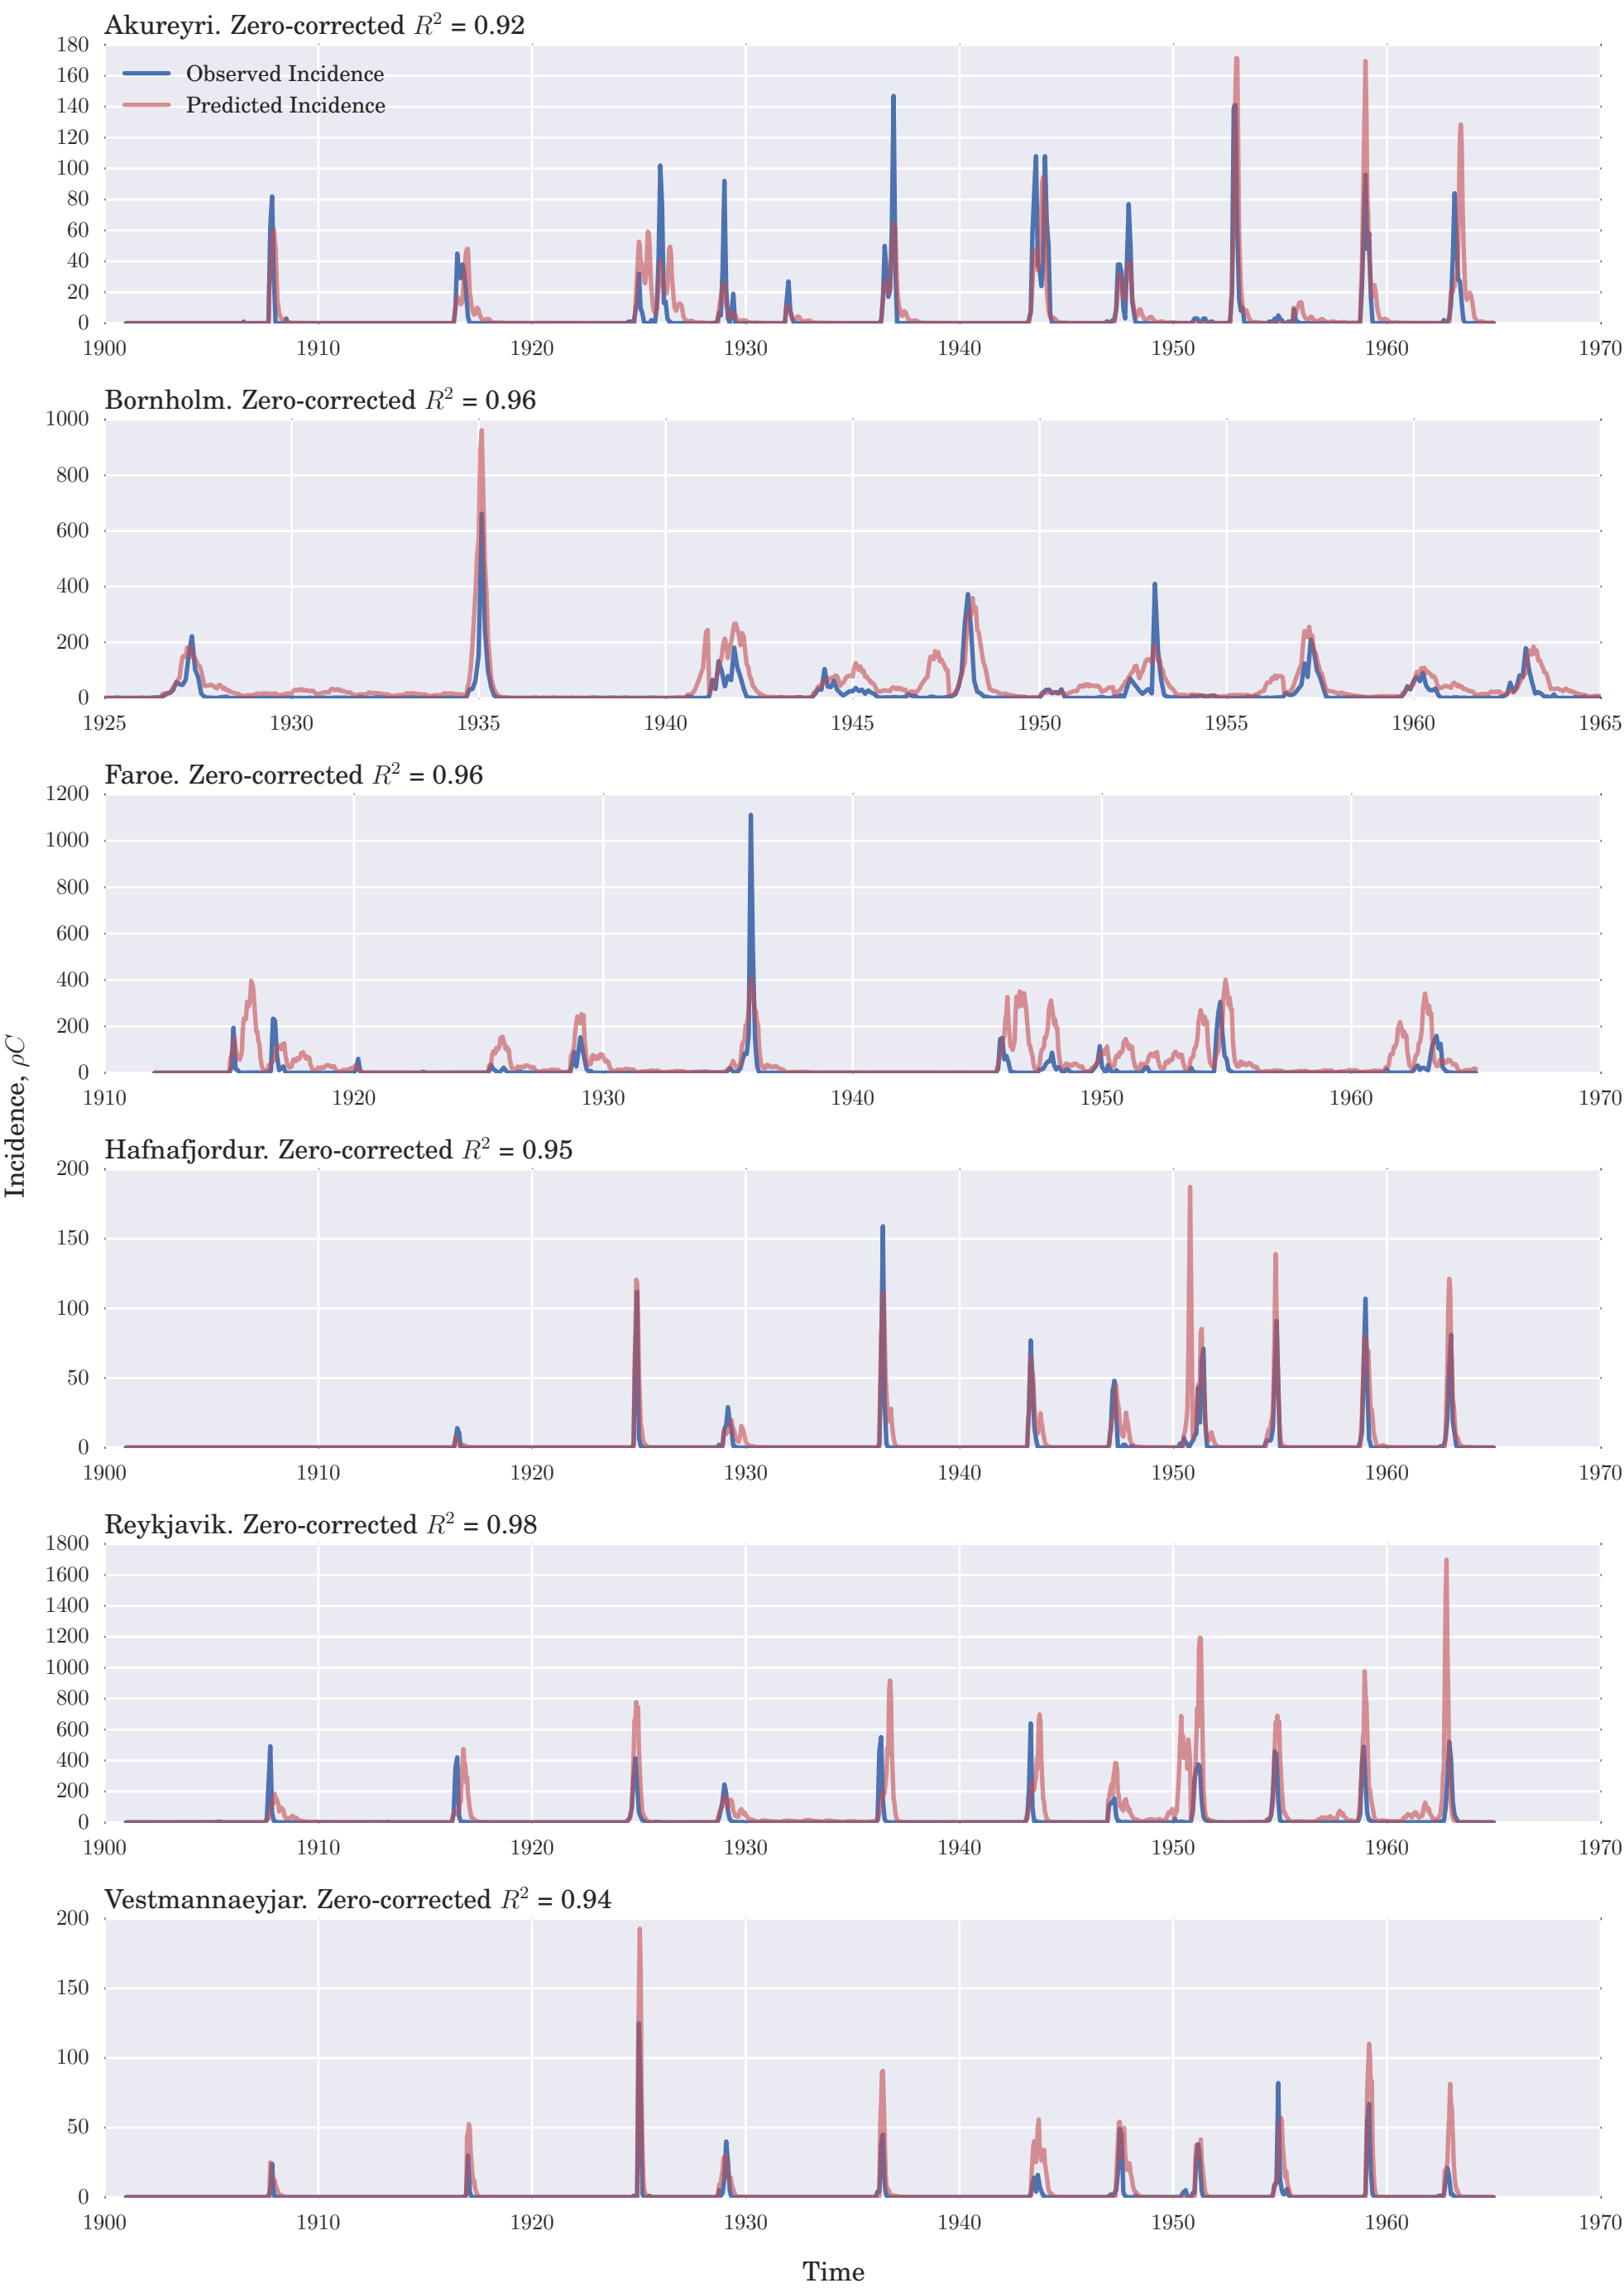 Akureyri. Zero-corrected R² = 0.92
180
160
140
120
100
80
60
40
20
0
Observed Incidence
Predicted Incidence
1900 1910 1920 1930 1940 1950 1960 1970
Bornholm. Zero-corrected R² = 0.96
1000
800
600
400
200
0
1925 1930 1935 1940 1945 1950 1955 1960 1965
Faroe. Zero-corrected R² = 0.96
1200
1000
800
600
400
200
0
1910 1920 1930 1940 1950 1960 1970
Incidence, ρC
Hafnafjordur. Zero-corrected R² = 0.95
200
150
100
50
0
1900 1910 1920 1930 1940 1950 1960 1970
Reykjavik. Zero-corrected R² = 0.98
1800
1600
1400
1200
1000
800
600
400
200
0
1900 1910 1920 1930 1940 1950 1960 1970
Vestmannaeyjar. Zero-corrected R² = 0.94
200
150
100
50
0
1900 1910 1920 1930 1940 1950 1960 1970
Time